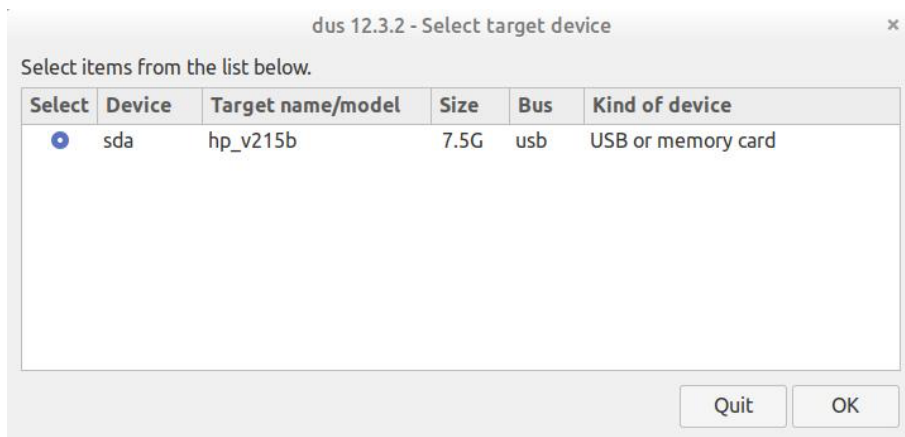 dus 12.3.2 - Select target device ×
Select items from the list below.
Select Device Target name/model Size Bus Kind of device
sda hp_v215b 7.5G usb USB or memory card
Quit OK